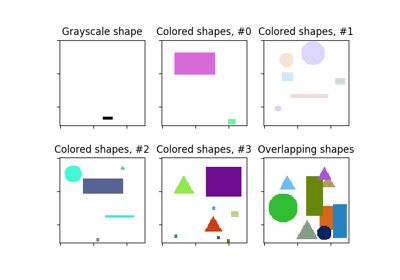 Grayscale shape
Colored shapes, #0
Colored shapes, #1
Colored shapes, #2
Colored shapes, #3
Overlapping shapes